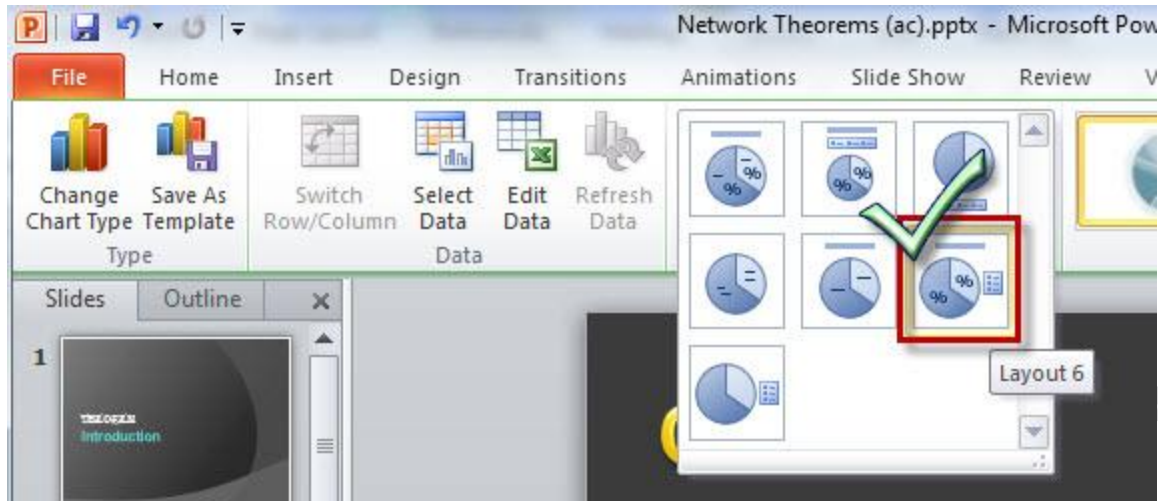 Network Theorems (ac).pptx - Microsoft Pow
File Home Insert Design Transitions Animations Slide Show Review V
Change Chart Type
Save As Template
Switch Row/Column
Select Data
Edit Data
Refresh Data
Type
Data
Slides Outline
1
Introduction
% %
% %
% %
Layout 6